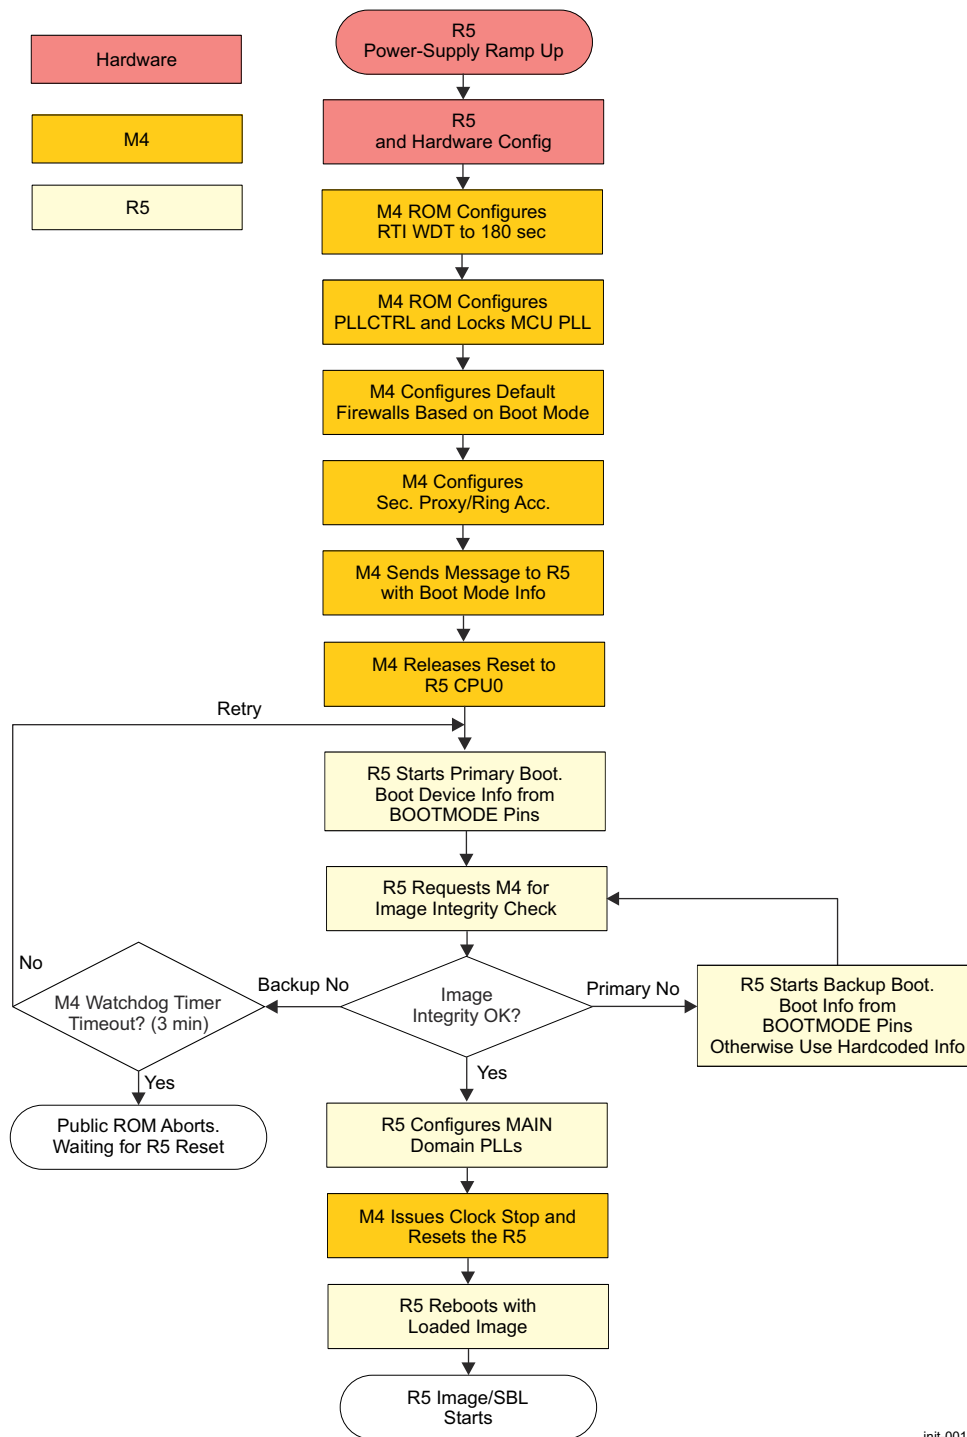 R5
Power-Supply Ramp Up
Hardware
R5
and Hardware Config
M4
R5
M4 ROM Configures
RTI WDT to 180 sec
M4 ROM Configures
PLLCTRL and Locks MCU PLL
M4 Configures Default
Firewalls Based on Boot Mode
M4 Configures
Sec. Proxy/Ring Acc.
M4 Sends Message to R5
with Boot Mode Info
M4 Releases Reset to
R5 CPU0
Retry
R5 Starts Primary Boot.
Boot Device Info from
BOOTMODE Pins
R5 Requests M4 for
Image Integrity Check
No
M4 Watchdog Timer
Timeout? (3 min)
Backup No
Image
Integrity OK?
Primary No
R5 Starts Backup Boot.
Boot Info from
BOOTMODE Pins
Otherwise Use Hardcoded Info
Yes
Yes
Public ROM Aborts.
Waiting for R5 Reset
R5 Configures MAIN
Domain PLLs
M4 Issues Clock Stop and
Resets the R5
R5 Reboots with
Loaded Image
R5 Image/SBL
Starts
init-001